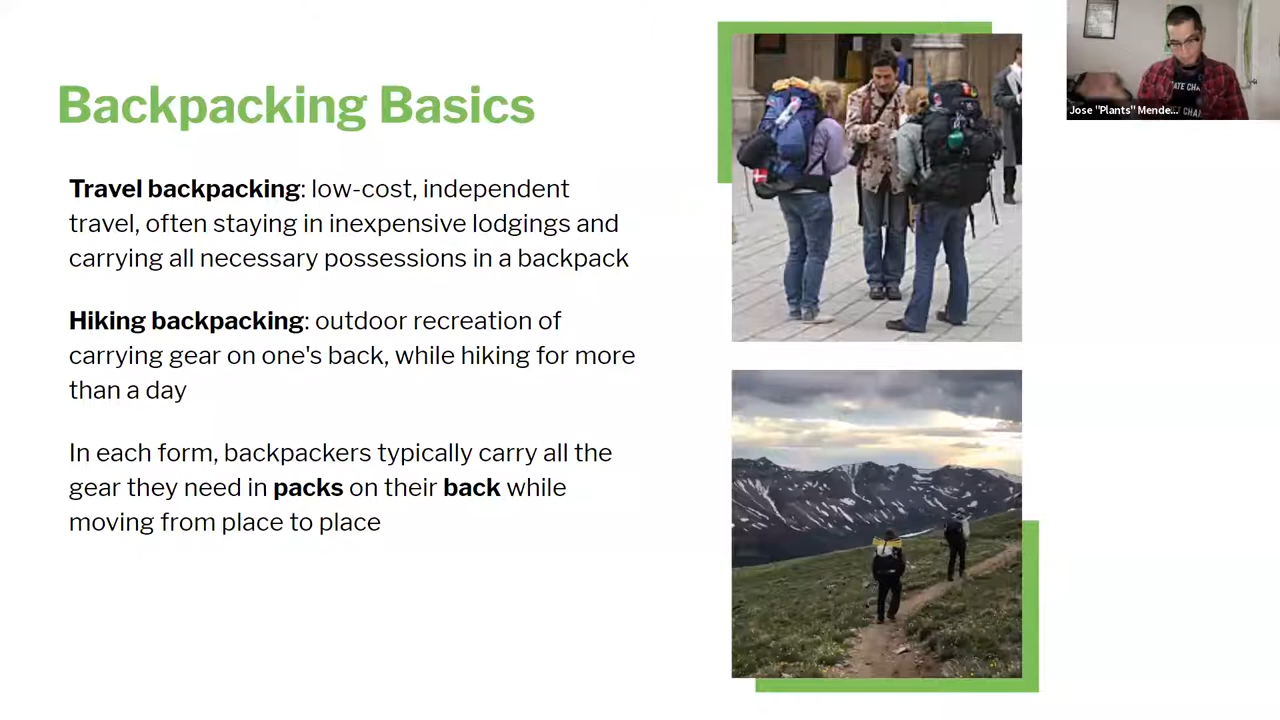 Backpacking Basics
Travel backpacking: low-cost, independent
travel, often staying in inexpensive lodgings and
carrying all necessary possessions in a backpack
Hiking backpacking: outdoor recreation of
carrying gear on one's back, while hiking for more
than a day
In each form, backpackers typically carry all the
gear they need in packs on their back while
moving from place to place
Jose "Plants" Mende...